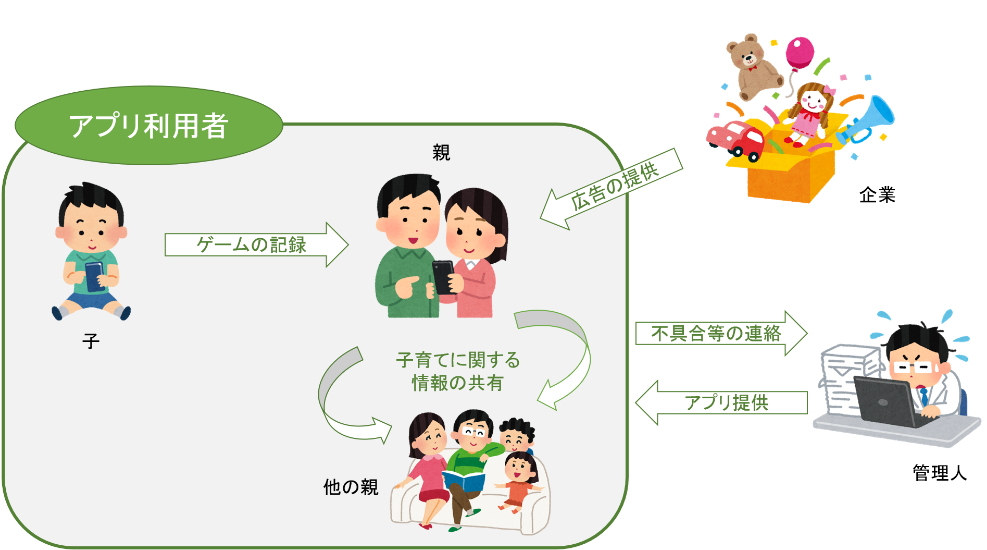 アプリ利用者
親
広告の提供
企業
ゲームの記録
子
子育てに関する
情報の共有
不具合等の連絡
アプリ提供
他の親
管理人